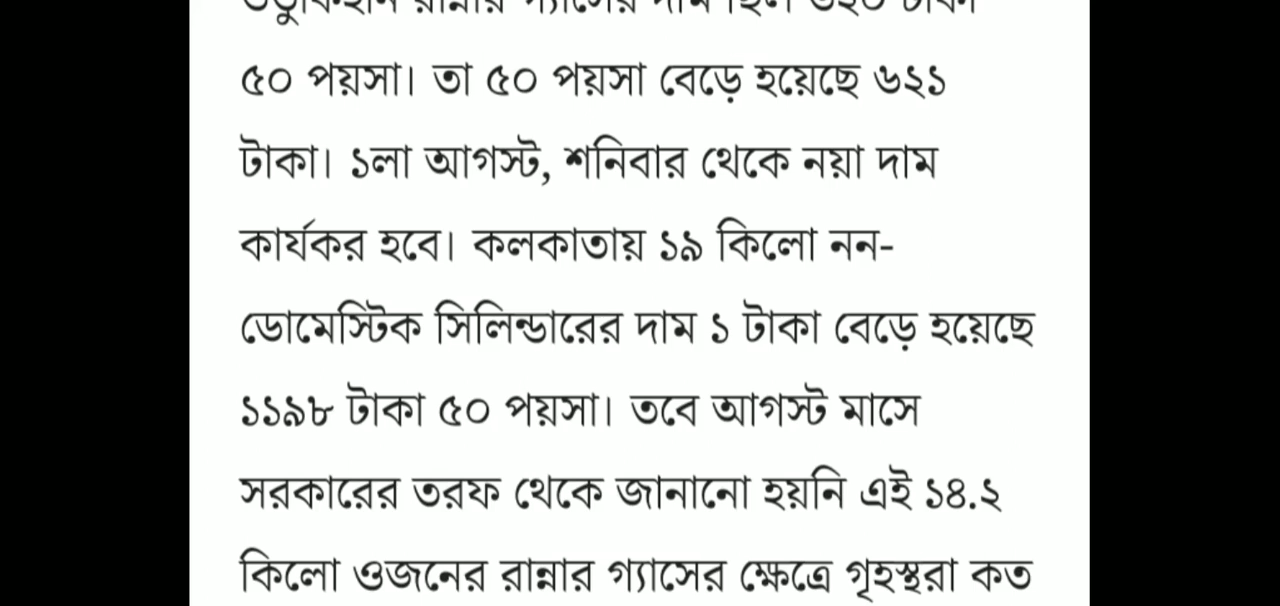 রান্নার গ্যাসের দাম ছিল ৬২০ টাকা
৫০ পয়সা। তা ৫০ পয়সা বেড়ে হয়েছে ৬২১
টাকা। ১লা আগস্ট, শনিবার থেকে নয়া দাম
কার্যকর হবে। কলকাতায় ১৯ কিলো নন-
ডোমেস্টিক সিলিন্ডারের দাম ১ টাকা বেড়ে হয়েছে
১১৯৮ টাকা ৫০ পয়সা। তবে আগস্ট মাসে
সরকারের তরফ থেকে জানানো হয়নি এই ১৪.২
কিলো ওজনের রান্নার গ্যাসের ক্ষেত্রে গৃহস্থরা কত